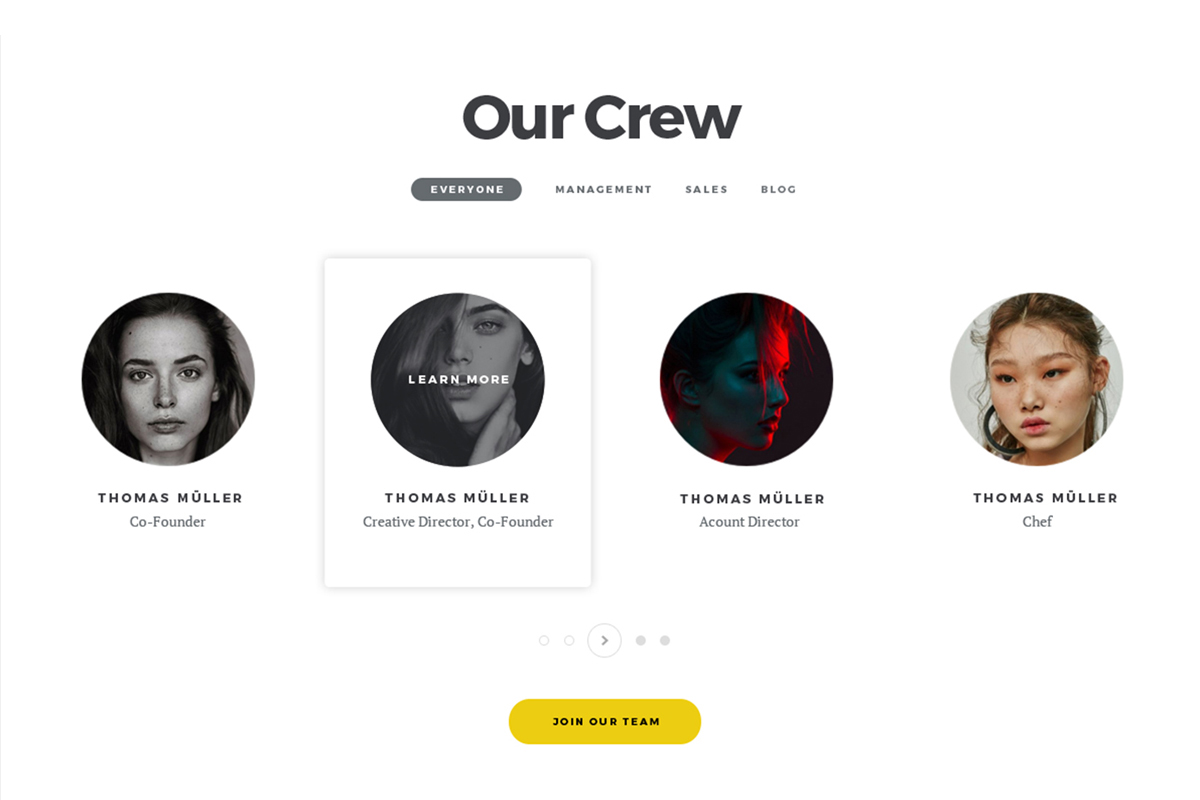 Our Crew
EVERYONE MANAGEMENT SALES BLOG
LEARN MORE
THOMAS MÜLLER THOMAS MÜLLER THOMAS MÜLLER THOMAS MÜLLER
Co-Founder Creative Director, Co-Founder Acount Director Chef
JOIN OUR TEAM